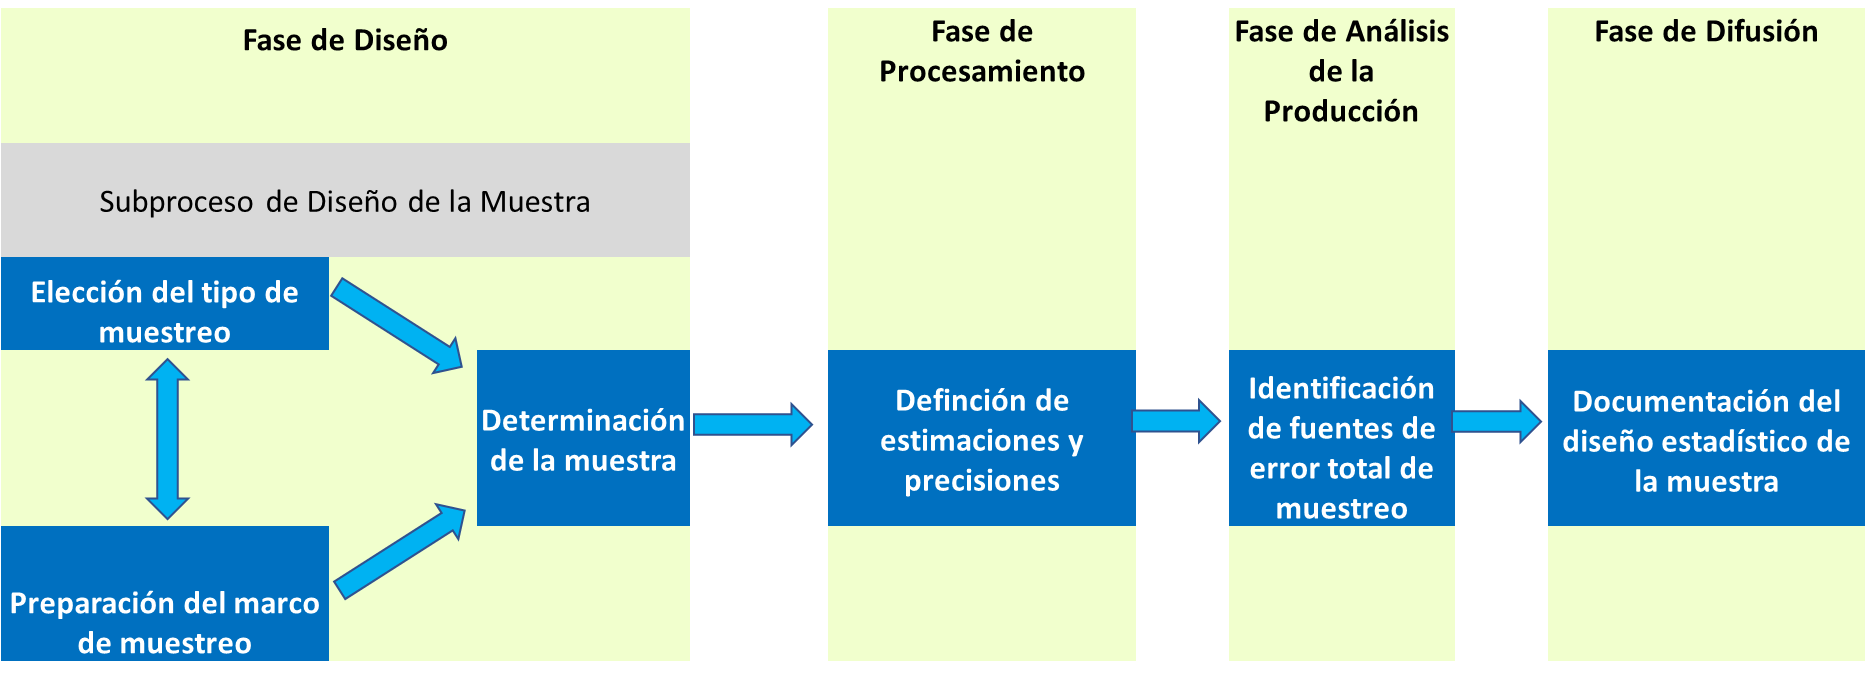 Fase de Diseño
Subproceso de Diseño de la Muestra
Elección del tipo de
muestreo
Preparación del marco
de muestreo
Determinación
de la muestra
Fase de
Procesamiento
Definción de
estimaciones y
precisiones
Fase de Análisis
de la
Producción
Identificación
de fuentes de
error total de
muestreo
Fase de Difusión
Documentación del
diseño estadístico de
la muestra